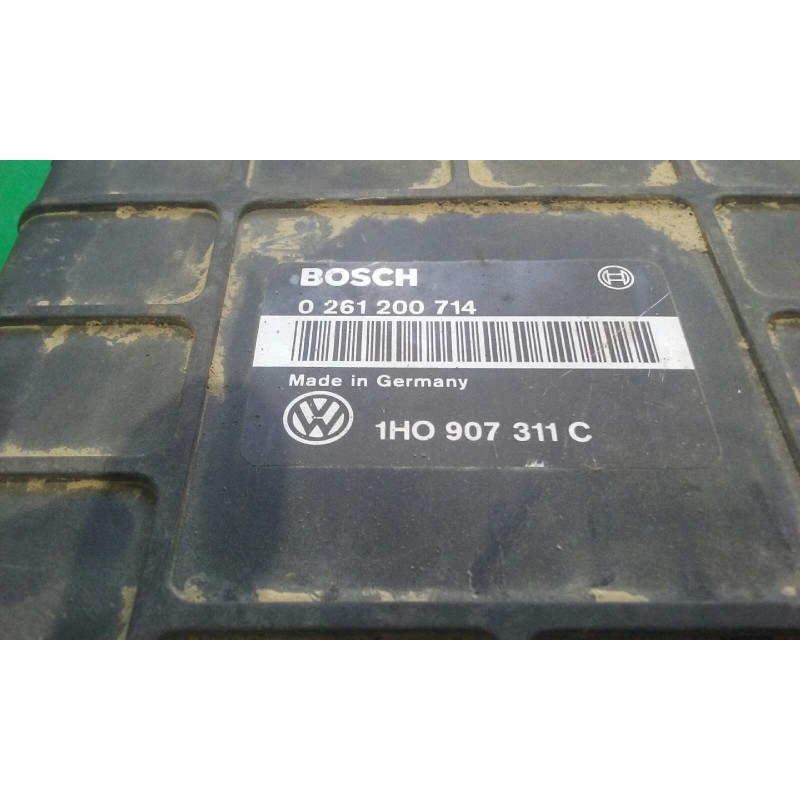 BOSCH
0 261 200 714
Made in Germany
1HO 907 311 C